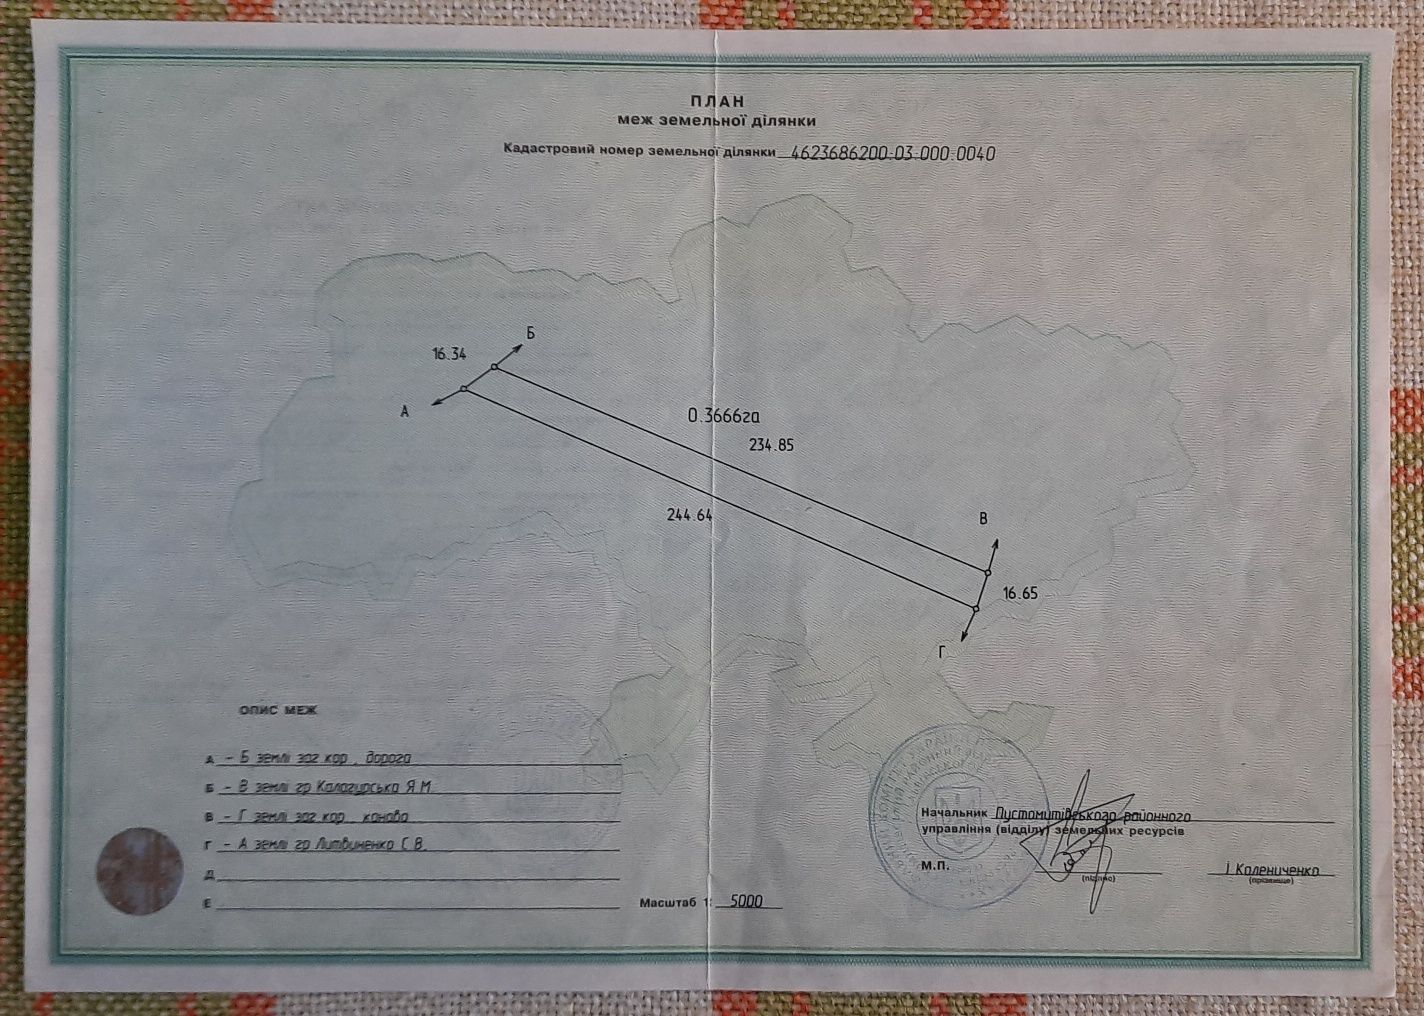 ПЛАН
меж земельної ділянки
Кадастровий номер земельної ділянки 4623686200:03:000:0040
Б
16.34
А
0.3666га
234.85
244.64
В
16.65
Г
ОПИС МЕЖ
А - Б землі заг кор., дорога
Б - В землі гр Калагурська Я М.
В - Г землі заг кор., канава
Г - А землі гр Литвиненко С В.
Д
Е
Масштаб 1: 5000
Начальник Пустомитівського районного
управління (відділу) земельних ресурсів
М.П.
(підпис)
І Колениченко
(прізвище)